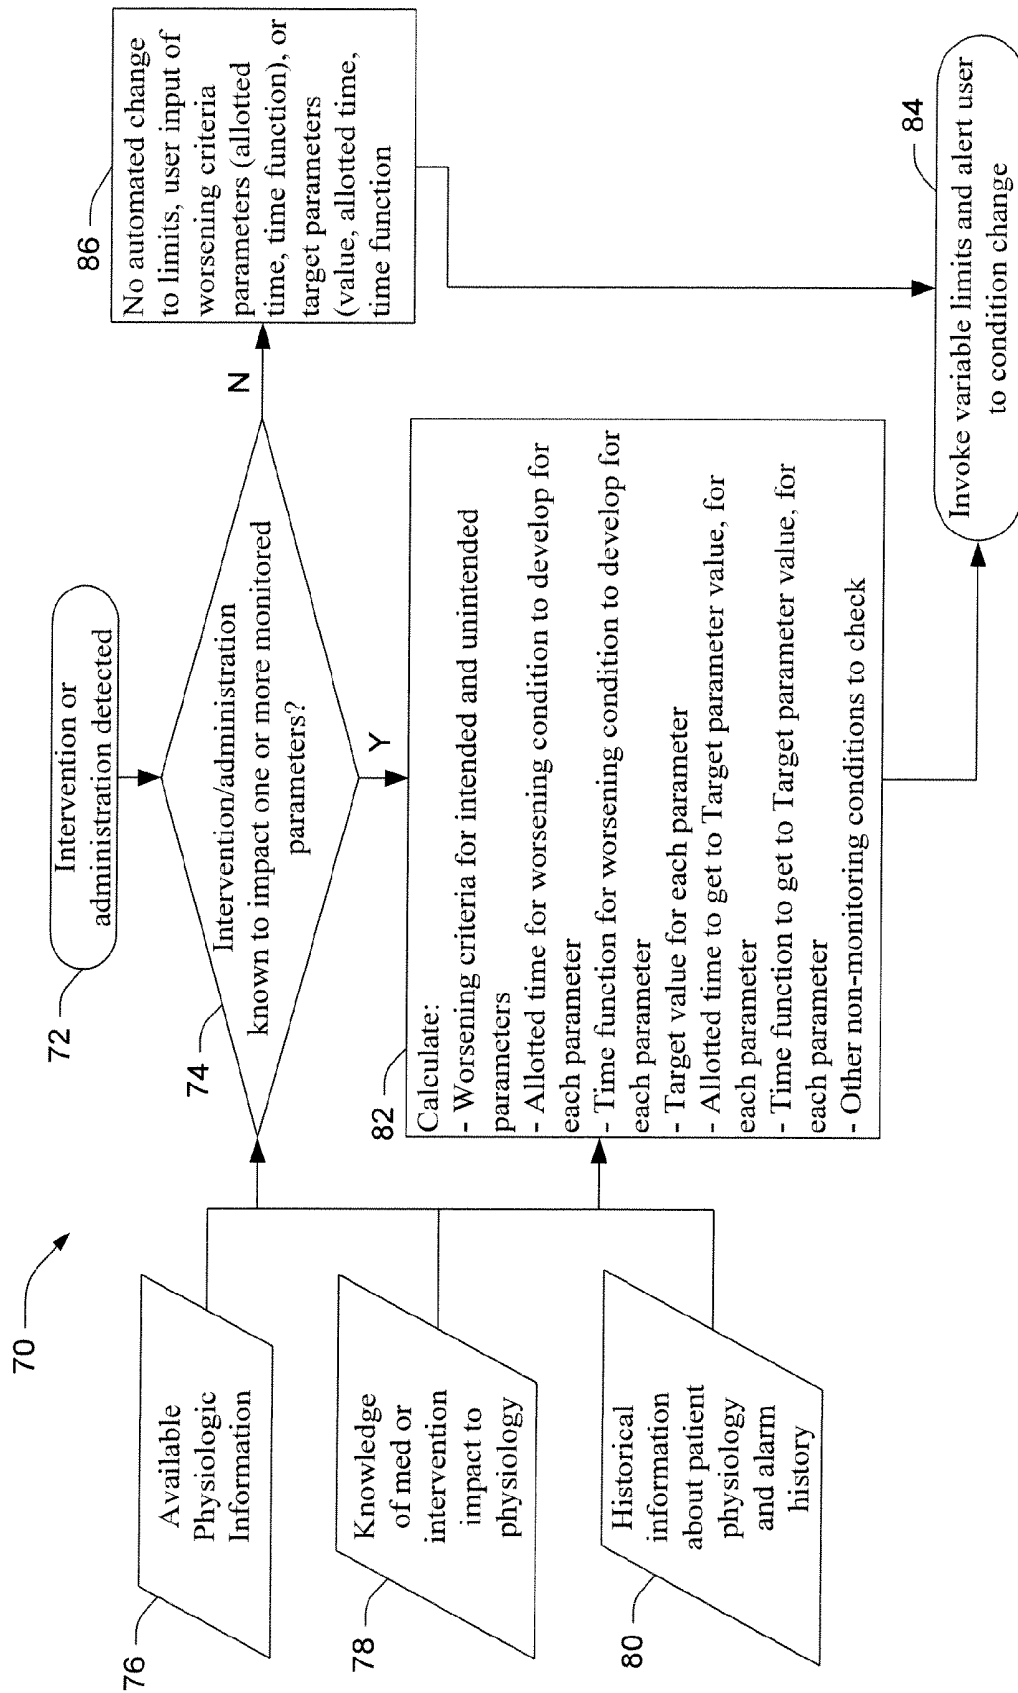 70
72
Intervention or
administration detected
74
Intervention/administration
known to impact one or more monitored
parameters?
N
Y
86
No automated change
to limits, user input of
worsening criteria
parameters (allotted
time, time function), or
target parameters
(value, allotted time,
time function
76
Available
Physiologic
Information
78
Knowledge
of med or
intervention
impact to
physiology
80
Historical
information
about patient
physiology
and alarm
history
82
Calculate:
- Worsening criteria for intended and unintended
parameters
- Allotted time for worsening condition to develop for
each parameter
- Time function for worsening condition to develop for
each parameter
- Target value for each parameter
- Allotted time to get to Target parameter value, for
each parameter
- Time function to get to Target parameter value, for
each parameter
- Other non-monitoring conditions to check
84
Invoke variable limits and alert user
to condition change